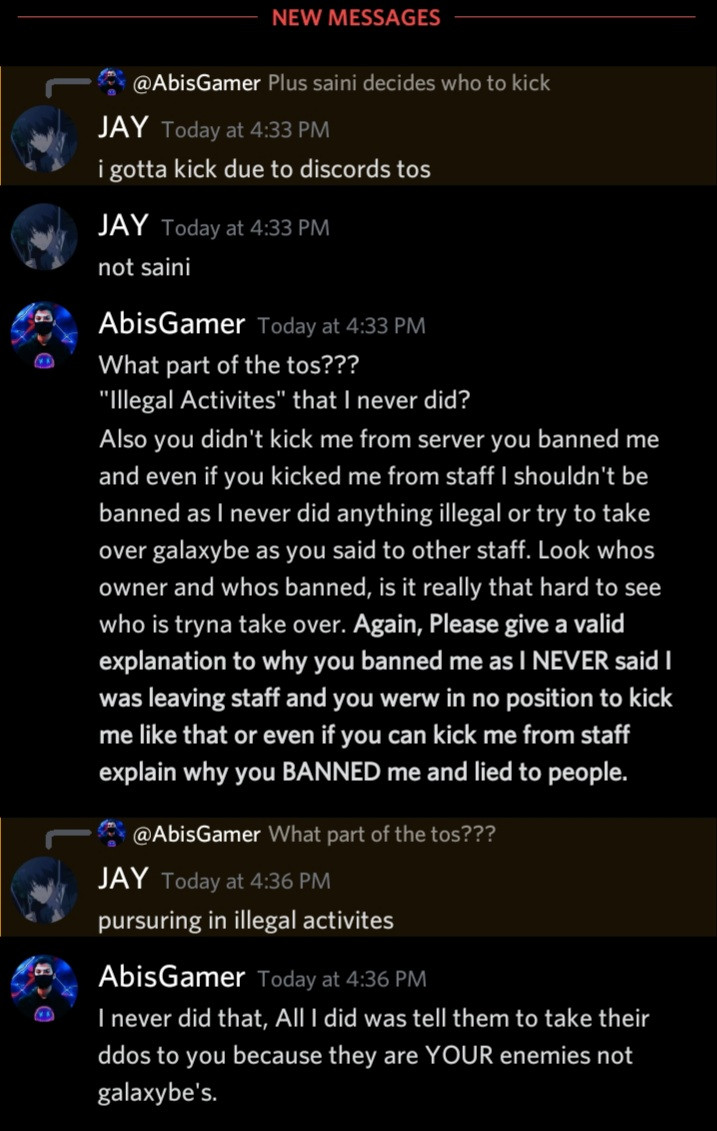 NEW MESSAGES
@AbisGamer Plus saini decides who to kick
JAY Today at 4:33 PM
i gotta kick due to discords tos
JAY Today at 4:33 PM
not saini
AbisGamer Today at 4:33 PM
What part of the tos???
"Illegal Activites" that I never did?
Also you didn't kick me from server you banned me
and even if you kicked me from staff I shouldn't be
banned as I never did anything illegal or try to take
over galaxybe as you said to other staff. Look whos
owner and whos banned, is it really that hard to see
who is tryna take over. Again, Please give a valid
explanation to why you banned me as I NEVER said I
was leaving staff and you werw in no position to kick
me like that or even if you can kick me from staff
explain why you BANNED me and lied to people.
@AbisGamer What part of the tos???
JAY Today at 4:36 PM
pursuring in illegal activites
AbisGamer Today at 4:36 PM
I never did that, All I did was tell them to take their
ddos to you because they are YOUR enemies not
galaxybe's.